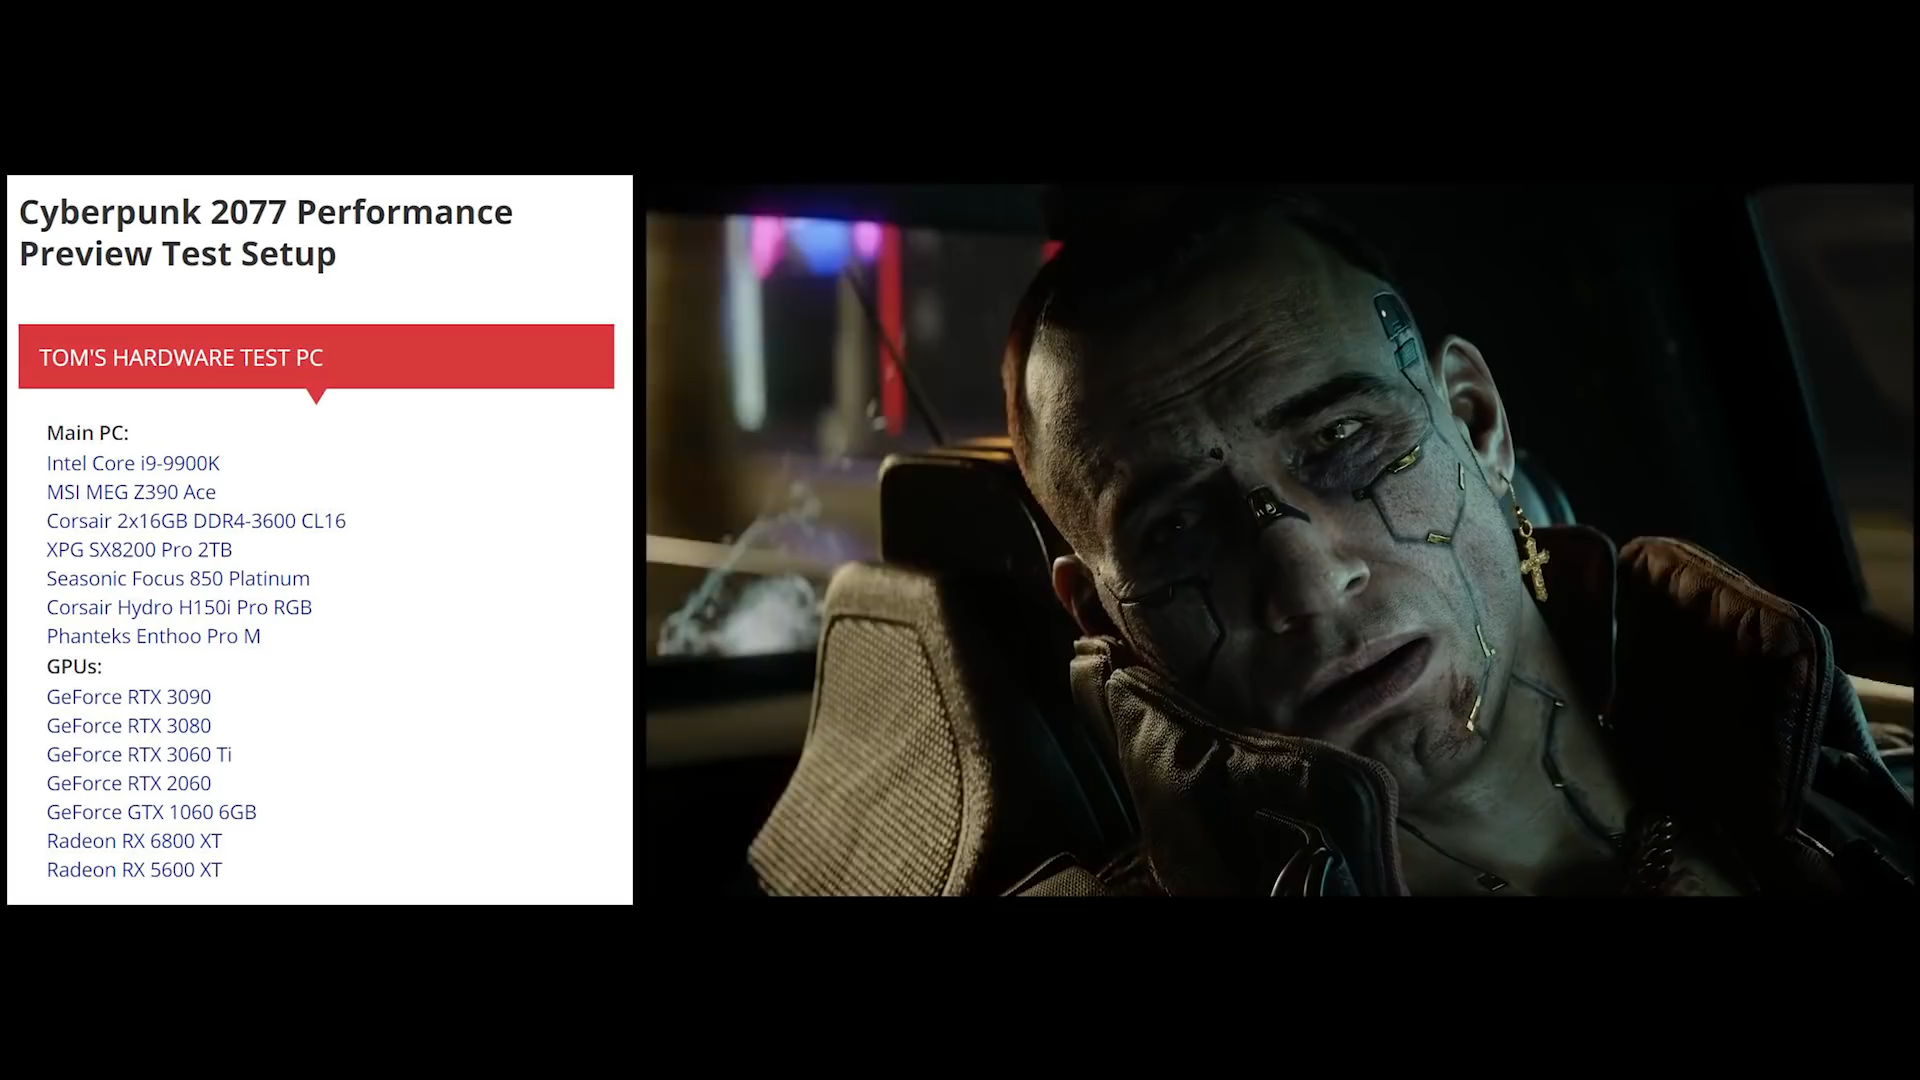 Cyberpunk 2077 Performance
Preview Test Setup
TOM'S HARDWARE TEST PC
Main PC:
Intel Core i9-9900K
MSI MEG Z390 Ace
Corsair 2x16GB DDR4-3600 CL16
XPG SX8200 Pro 2TB
Seasonic Focus 850 Platinum
Corsair Hydro H150i Pro RGB
Phanteks Enthoo Pro M
GPUs:
GeForce RTX 3090
GeForce RTX 3080
GeForce RTX 3060 Ti
GeForce RTX 2060
GeForce GTX 1060 6GB
Radeon RX 6800 XT
Radeon RX 5600 XT